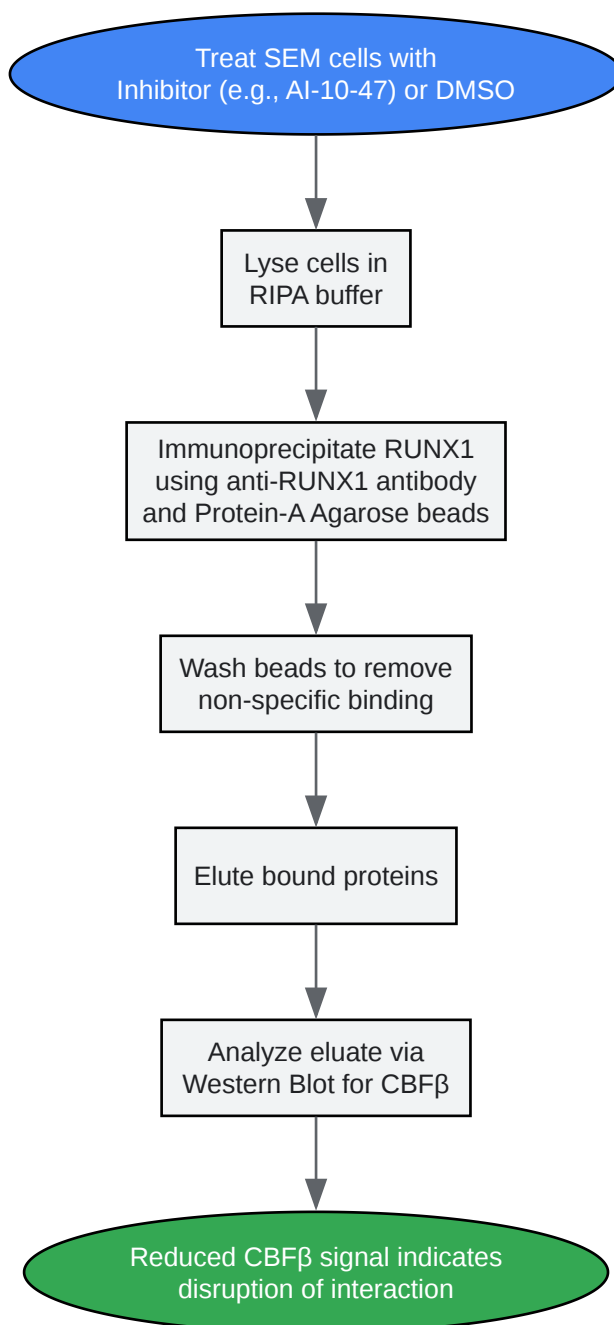 Treat SEM cells with
Inhibitor (e.g., AI-10-47) or DMSO
Lyse cells in
RIPA buffer
Immunoprecipitate RUNX1
using anti-RUNX1 antibody
and Protein-A Agarose beads
Wash beads to remove
non-specific binding
Elute bound proteins
Analyze eluate via
Western Blot for CBFβ
Reduced CBFβ signal indicates
disruption of interaction